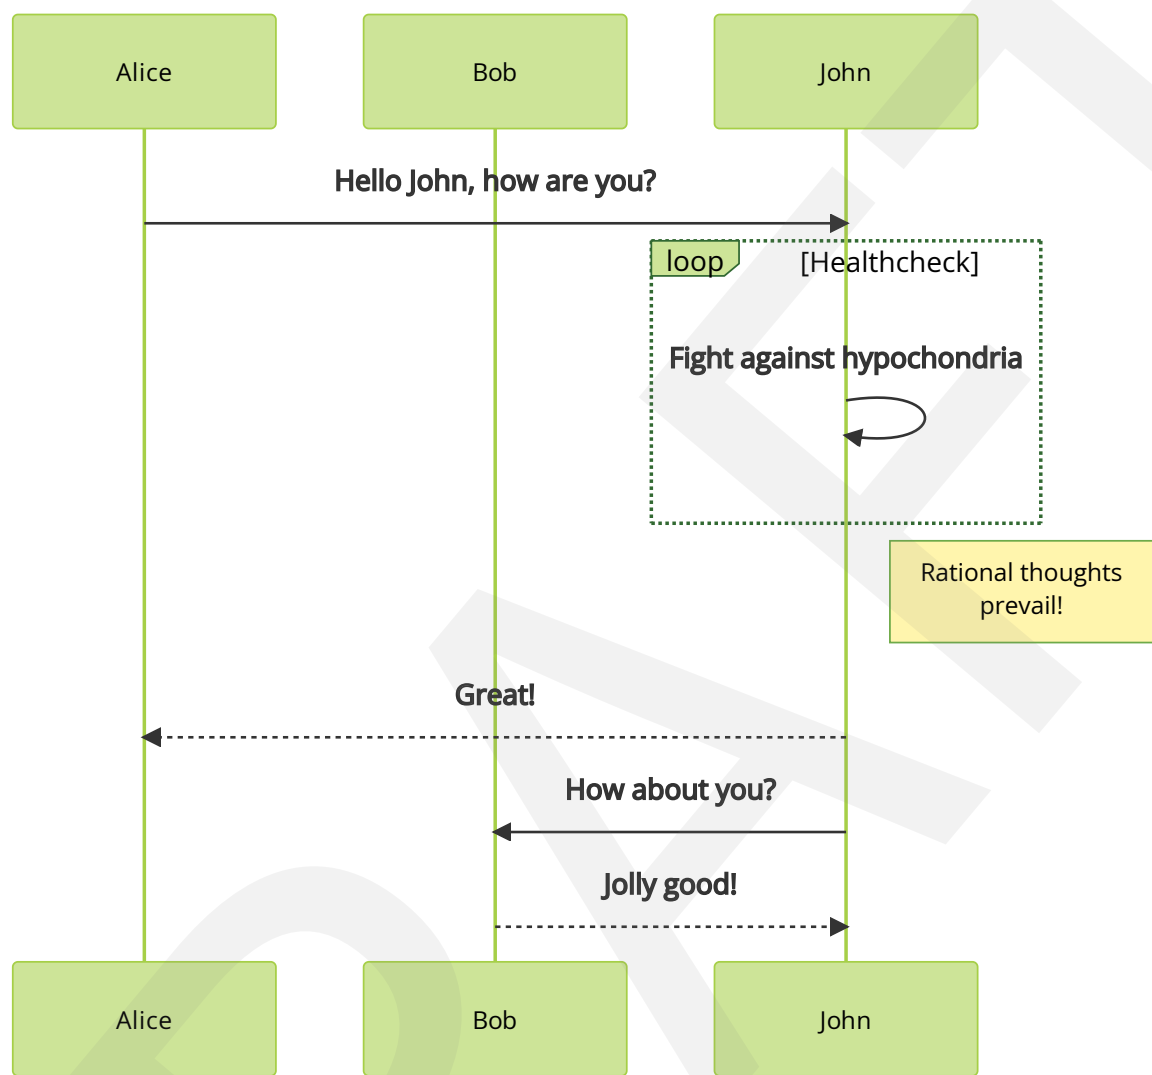 Alice
Bob
John
Hello John, how are you?
loop
[Healthcheck]
Fight against hypochondria
Rational thoughts
prevail!
Great!
How about you?
Jolly good!
Alice
Bob
John